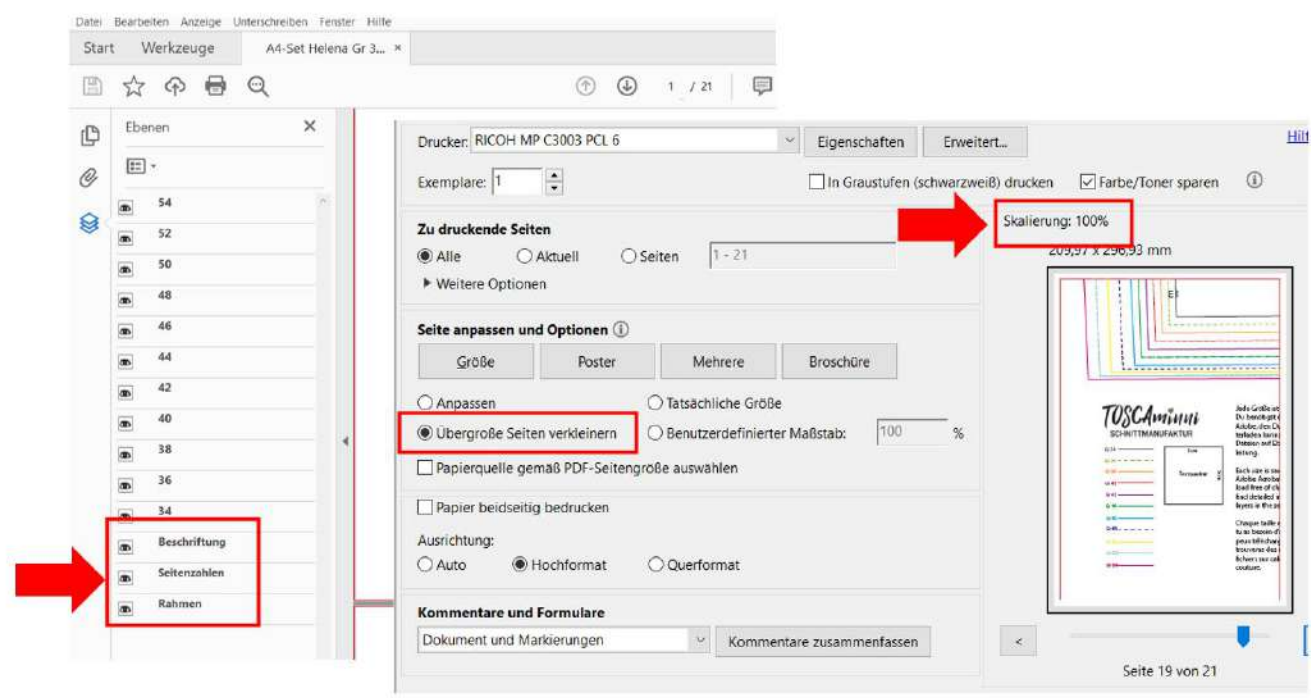 Datei Bearbeiten Anzeige Unterschreiben Fenster Hilfe
Start Werkzeuge A4-Set Helena Gr 3... ×
1 / 21
Ebenen
54
52
50
48
46
44
42
40
38
36
34
Beschriftung
Seitenzahlen
Rahmen
Drucker: RICOH MP C3003 PCL 6 Eigenschaften Erweitert...
Exemplare: 1 In Graustufen (schwarzweiß) drucken Farbe/Toner sparen
Zu druckende Seiten
Alle Aktuell Seiten 1 - 21
Weitere Optionen
Seite anpassen und Optionen
Größe Poster Mehrere Broschüre
Anpassen Tatsächliche Größe
Übergroße Seiten verkleinern Benutzerdefinierter Maßstab: 100 %
Papierquelle gemäß PDF-Seitengröße auswählen
Papier beidseitig bedrucken
Ausrichtung:
Auto Hochformat Querformat
Kommentare und Formulare
Dokument und Markierungen Kommentare zusammenfassen
Skalierung: 100%
209,97 x 296,93 mm
TOSCAminni
SCHNITTMANUFAKTUR
<
Seite 19 von 21